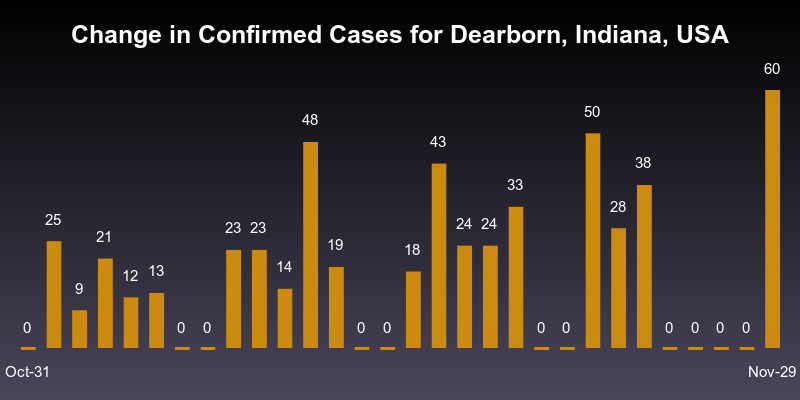 Change in Confirmed Cases for Dearborn, Indiana, USA
0 25 9 21 12 13 0 0 23 23 14 48 19 0 0 18 43 24 24 33 0 0 50 28 38 0 0 0 0 60
Oct-31 Nov-29